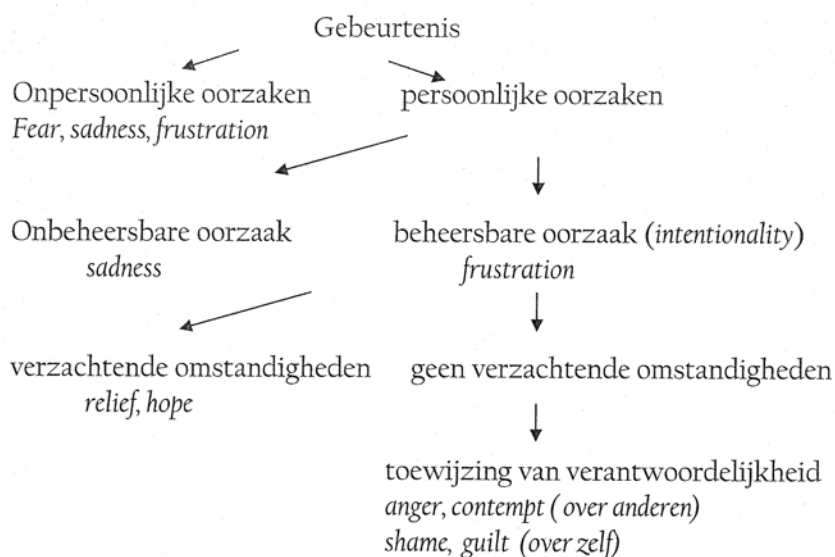 Gebeurtenis
Onpersoonlijke oorzaken
persoonlijke oorzaken
Fear, sadness, frustration
Onbeheersbare oorzaak
beheersbare oorzaak (intentionality)
sadness
frustration
verzachtende omstandigheden
geen verzachtende omstandigheden
relief, hope
toewijzing van verantwoordelijkheid
anger, contempt ( over anderen)
shame, guilt (over zelf)